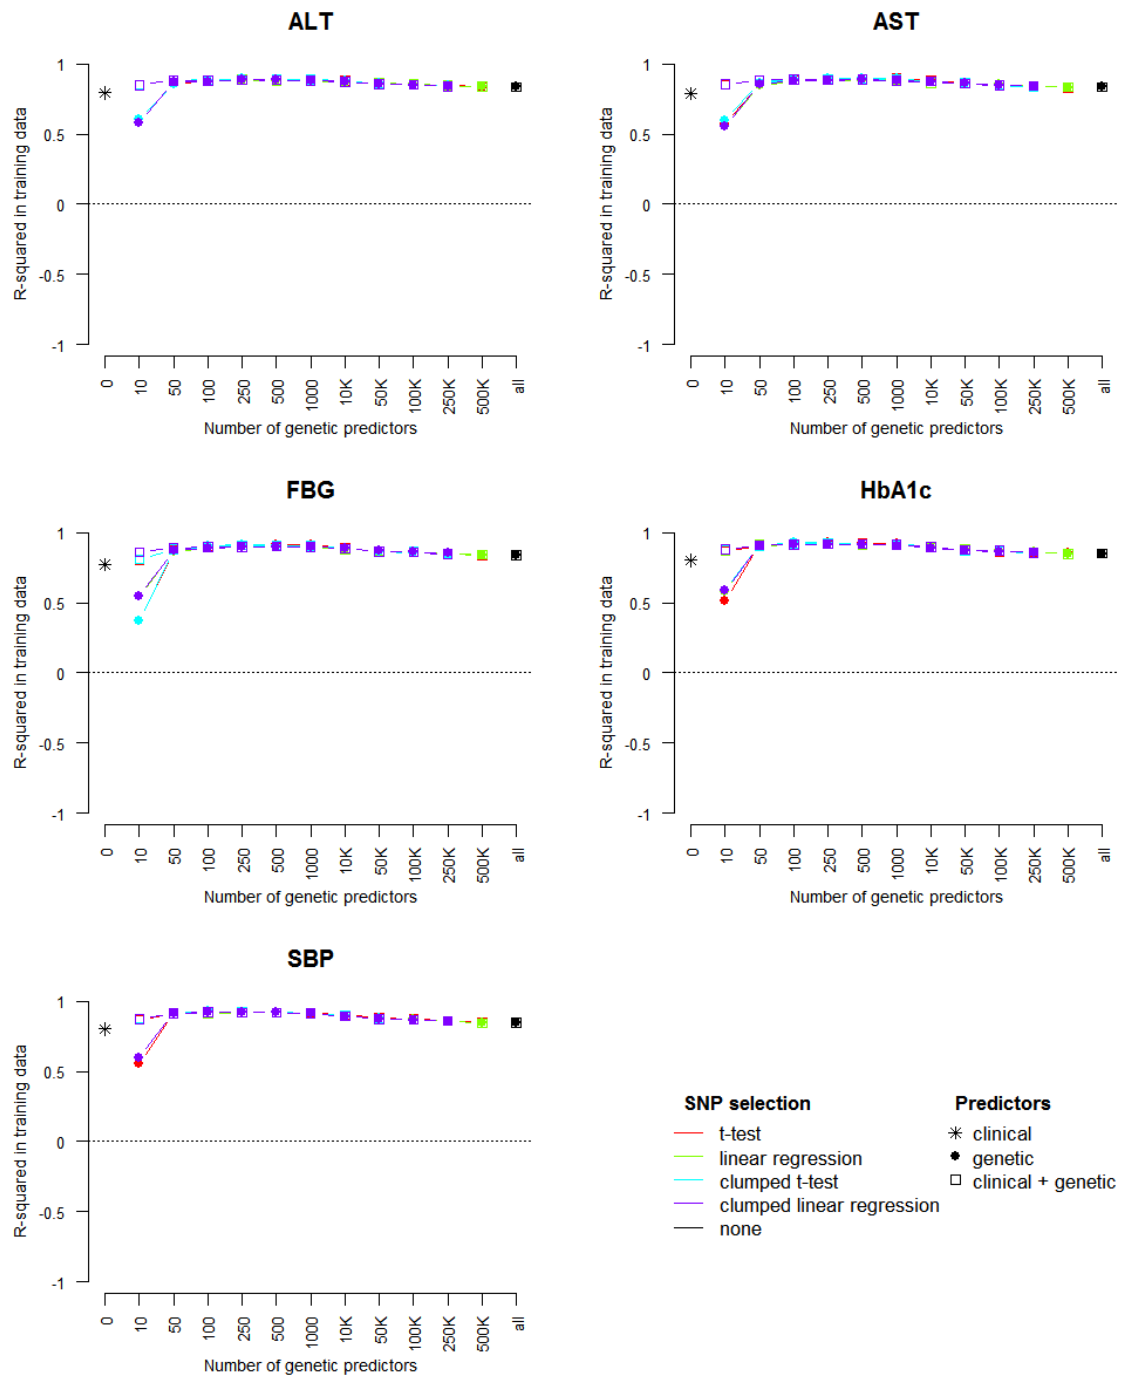 ALT
R-squared in training data
1
0.5
0
-0.5
-1
0 10 50 100 250 500 1000 10K 50K 100K 250K 500K all
Number of genetic predictors
AST
R-squared in training data
1
0.5
0
-0.5
-1
0 10 50 100 250 500 1000 10K 50K 100K 250K 500K all
Number of genetic predictors
FBG
R-squared in training data
1
0.5
0
-0.5
-1
0 10 50 100 250 500 1000 10K 50K 100K 250K 500K all
Number of genetic predictors
HbA1c
R-squared in training data
1
0.5
0
-0.5
-1
0 10 50 100 250 500 1000 10K 50K 100K 250K 500K all
Number of genetic predictors
SBP
R-squared in training data
1
0.5
0
-0.5
-1
0 10 50 100 250 500 1000 10K 50K 100K 250K 500K all
Number of genetic predictors
SNP selection
t-test
linear regression
clumped t-test
clumped linear regression
none
Predictors
clinical
genetic
clinical + genetic